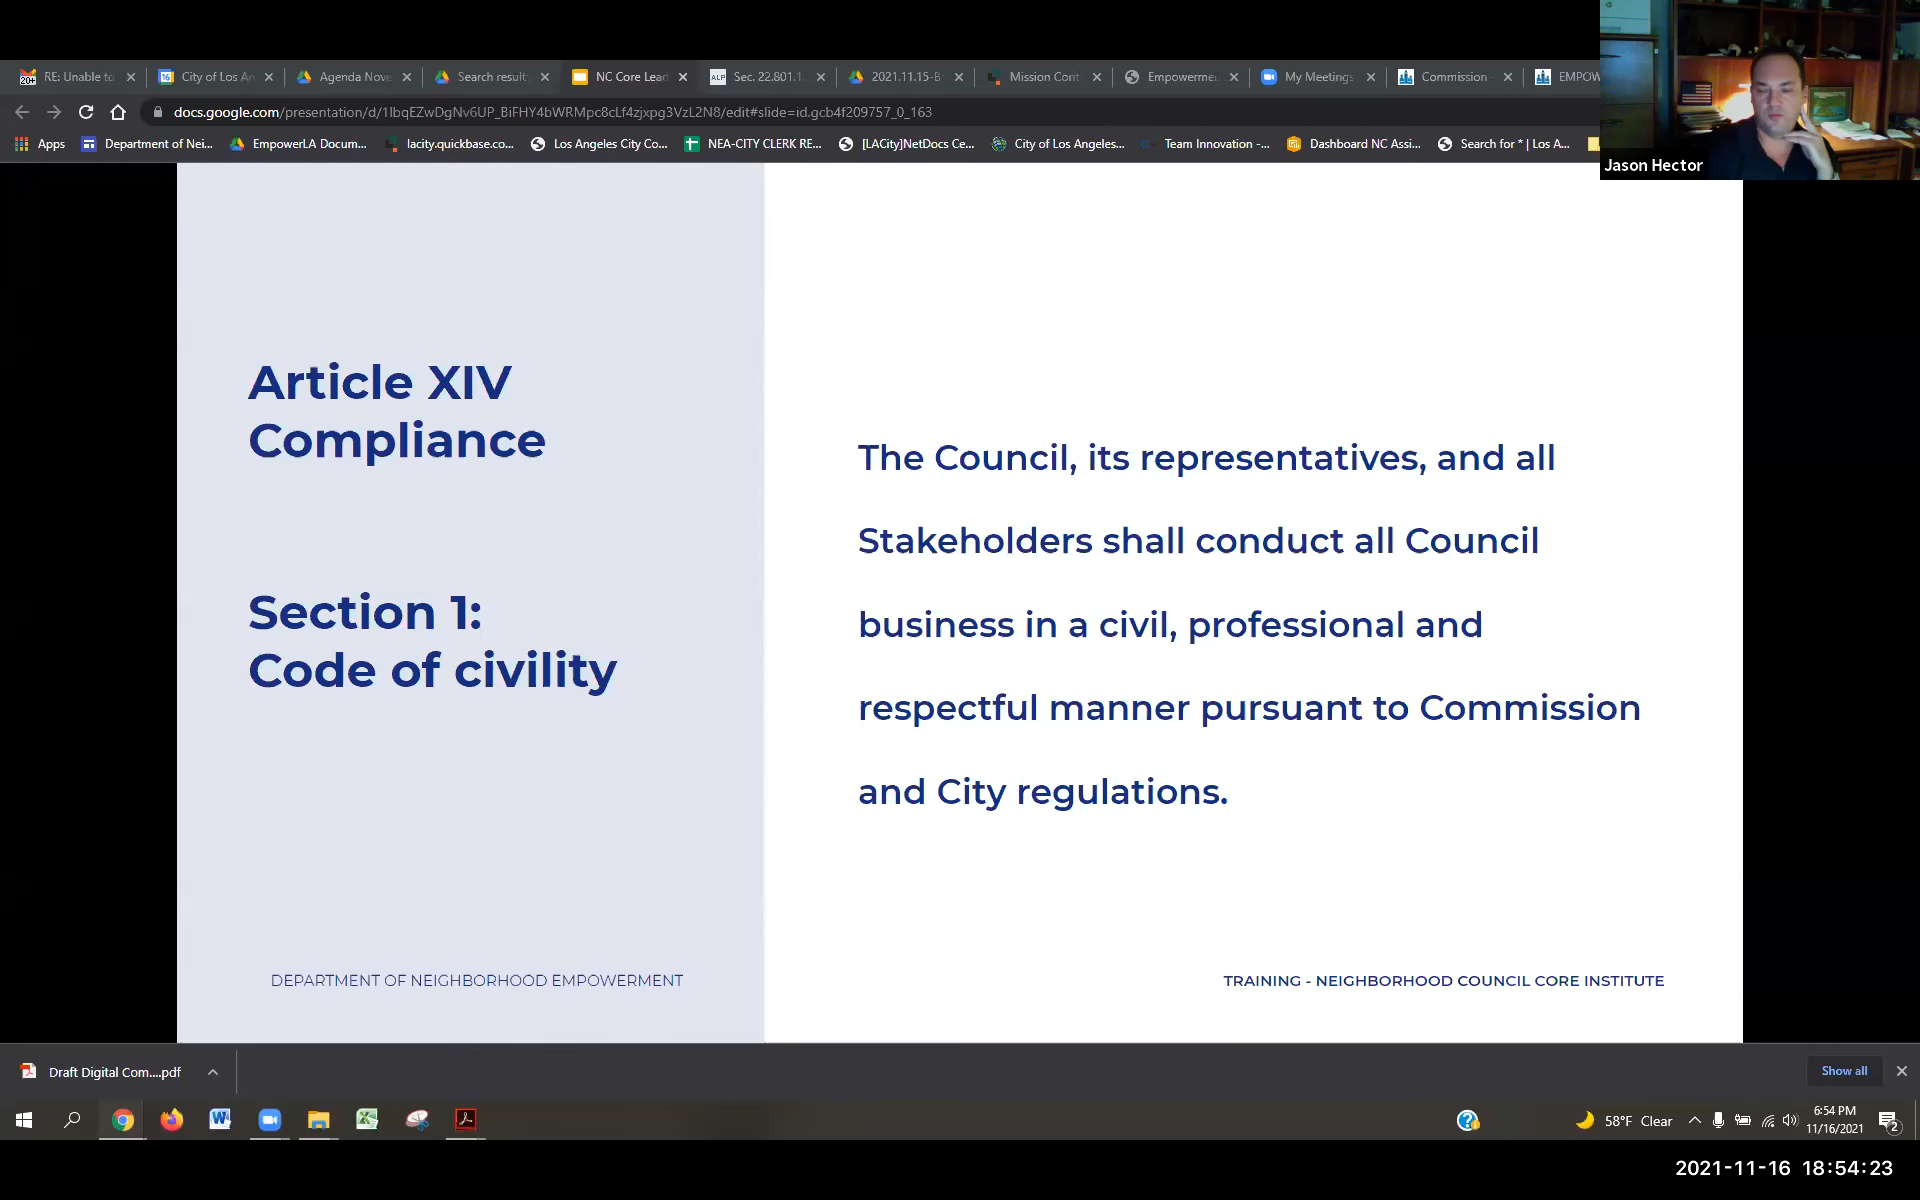 RE: Unable to
City of Los An
Agenda Nove
Search result
NC Core Lead
ALP
Sec. 22.801.1
2021.11.15-B
Mission Cont
Empowerme
My Meetings
Commission -
EMPOW
20+
16
docs.google.com/presentation/d/1IbqEZwDgNv6UP_BiFHY4bWRMpc8cLf4zjxpg3VzL2N8/edit#slide=id.gcb4f209757_0_163
Apps
Department of Nei...
EmpowerLA Docum...
lacity.quickbase.co...
Los Angeles City Co...
NEA-CITY CLERK RE...
[LACity]NetDocs Ce...
City of Los Angeles...
Team Innovation -...
Dashboard NC Assi...
Search for * | Los A...
Jason Hector
Article XIV
Compliance
Section 1:
Code of civility
The Council, its representatives, and all
Stakeholders shall conduct all Council
business in a civil, professional and
respectful manner pursuant to Commission
and City regulations.
DEPARTMENT OF NEIGHBORHOOD EMPOWERMENT
TRAINING - NEIGHBORHOOD COUNCIL CORE INSTITUTE
Draft Digital Com....pdf
Show all
58°F Clear
6:54 PM
11/16/2021
2
2021-11-16 18:54:23